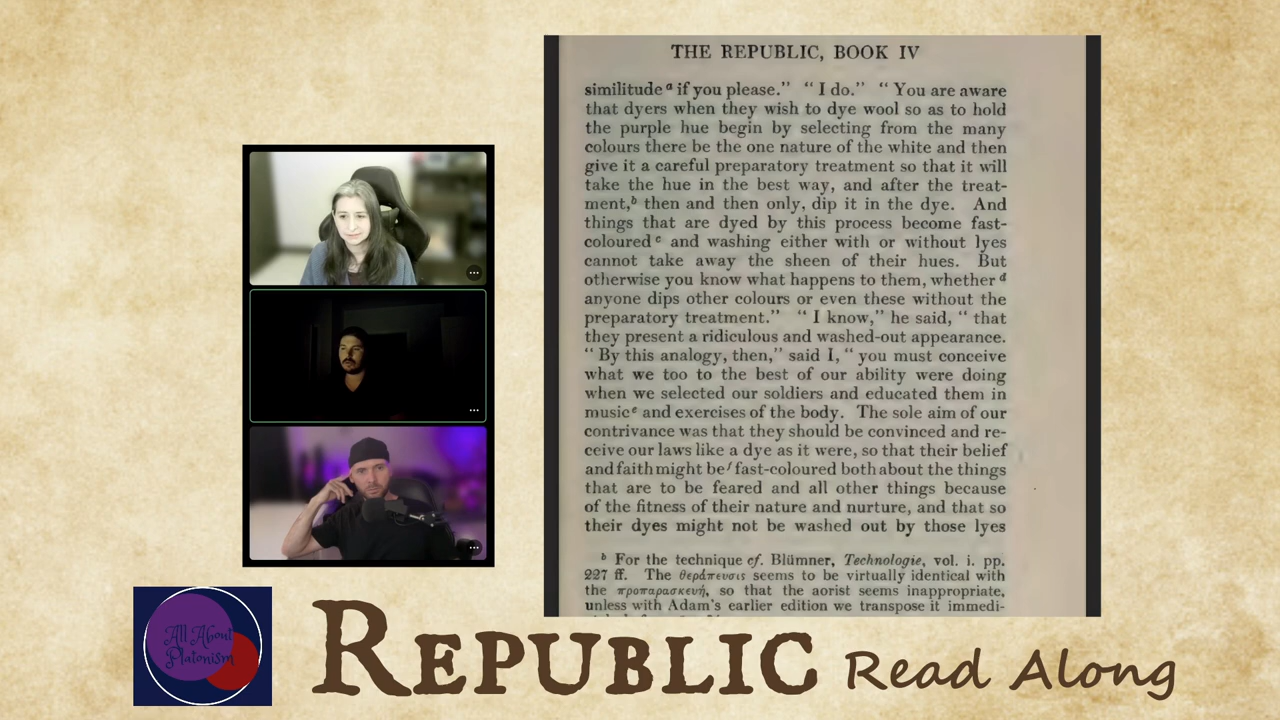 THE REPUBLIC, BOOK IV
similitude ᵃ if you please.” “ I do.” “ You are aware
that dyers when they wish to dye wool so as to hold
the purple hue begin by selecting from the many
colours there be the one nature of the white and then
give it a careful preparatory treatment so that it will
take the hue in the best way, and after the treat-
ment,ᵇ then and then only, dip it in the dye. And
things that are dyed by this process become fast-
coloured ᶜ and washing either with or without lyes
cannot take away the sheen of their hues. But
otherwise you know what happens to them, whether ᵈ
anyone dips other colours or even these without the
preparatory treatment.” “ I know,” he said, “ that
they present a ridiculous and washed-out appearance.
“ By this analogy, then,” said I, “ you must conceive
what we too to the best of our ability were doing
when we selected our soldiers and educated them in
music ᵉ and exercises of the body. The sole aim of our
contrivance was that they should be convinced and re-
ceive our laws like a dye as it were, so that their belief
and faith might be ᶠ fast-coloured both about the things
that are to be feared and all other things because
of the fitness of their nature and nurture, and that so
their dyes might not be washed out by those lyes
ᵇ For the technique cf. Blümner, Technologie, vol. i. pp.
227 ff. The θεράπευσις seems to be virtually identical with
the προπαρασκευή, so that the aorist seems inappropriate,
unless with Adam’s earlier edition we transpose it immedi-
All About
Platonism
REPUBLIC Read Along